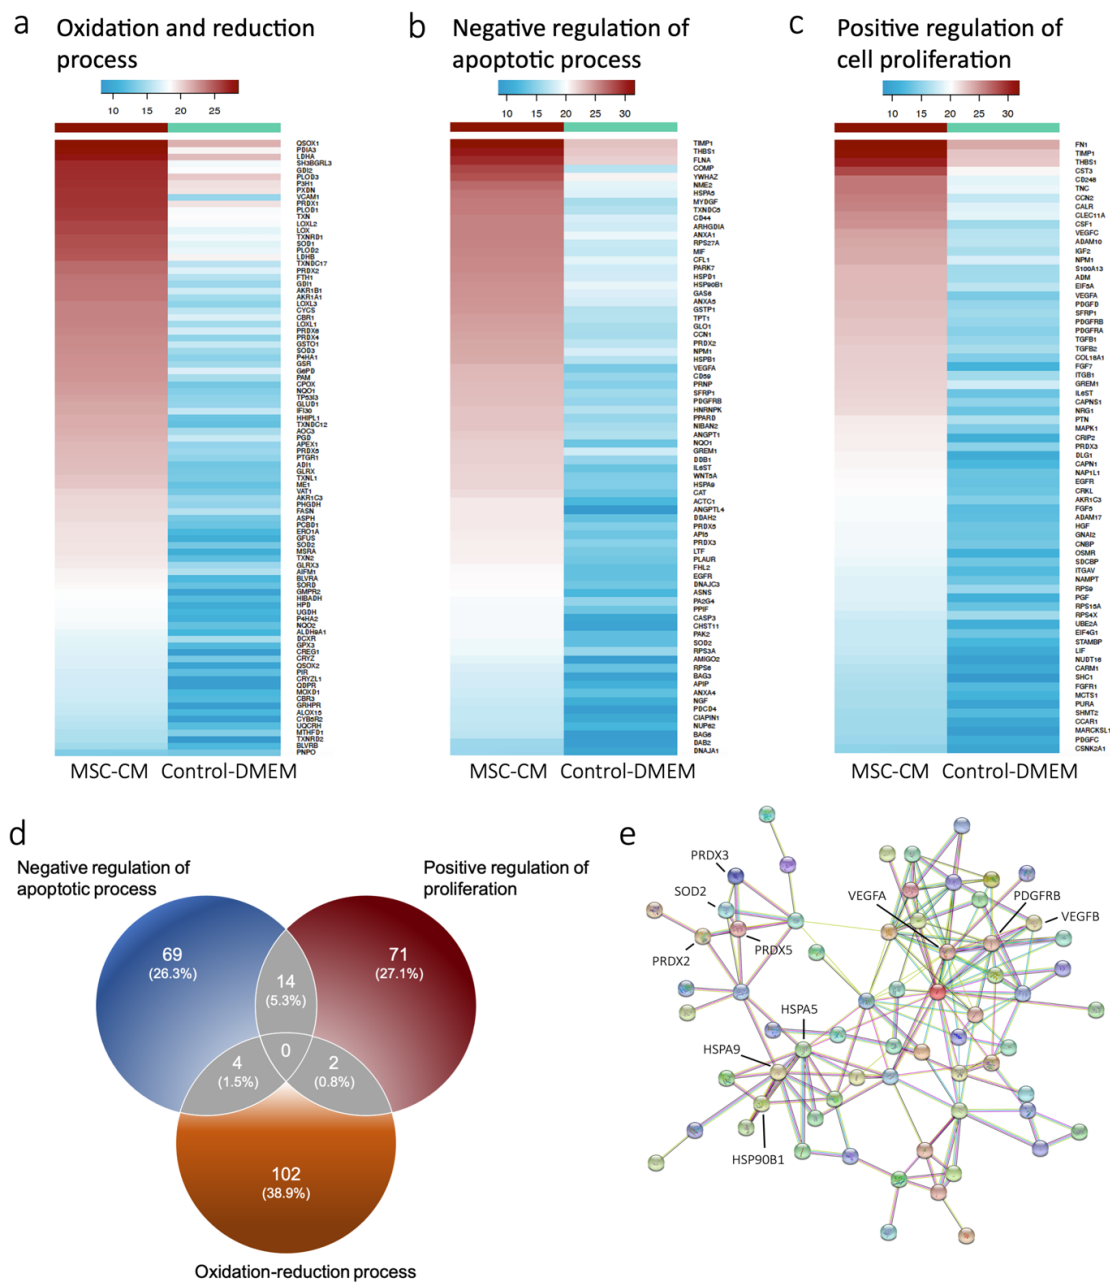 a
Oxidation and reduction
process
10 15 20 25
QSOX1
PDIA3
LDHA
SH3BGRL3
GDI2
PLOD3
P3H1
PXDN
VCAM1
PRDX1
PLOD1
TXN
LOXL2
LOX
TXNRD1
SOD1
PLOD2
LDHB
TXNDC17
PRDX2
FTH1
GDI1
AKR1B1
AKR1A1
LOXL3
CYCS
CBR1
LOXL1
PRDX6
PRDX4
GSTO1
SOD3
P4HA1
GSR
G6PD
PAM
CPOX
NQO1
TP53I3
GLUD1
IFI30
HHIPL1
TXNDC12
AOC3
PGD
APEX1
PRDX5
PTGR1
ADI1
GLRX
TXNL1
ME1
VAT1
AKR1C3
PHGDH
FASN
ASPH
PCBD1
ERO1A
GFUS
SOD2
MSRA
TXN2
GLRX3
AIFM1
BLVRA
SORD
GMPR2
HIBADH
HPD
UGDH
P4HA2
NQO2
ALDH9A1
DCXR
GPX3
CREG1
CRYZ
QSOX2
PIR
CRYZL1
QDPR
MOXD1
CBR3
GRHPR
ALOX15
CYB5R2
UQCRH
MTHFD1
TXNRD2
BLVRB
PNPO
MSC-CM Control-DMEM
b
Negative regulation of
apoptotic process
10 15 20 25 30
TIMP1
THBS1
FLNA
COMP
YWHAZ
NME2
HSPA5
MYDGF
TXNDC5
CD44
ARHGDIA
ANXA1
RPS27A
MIF
CFL1
PARK7
HSPD1
HSP90B1
GAS6
ANXA5
GSTP1
TPT1
GLO1
CCN1
PRDX2
NPM1
HSPB1
VEGFA
CD59
PRNP
SFRP1
PDGFRB
HNRNPK
PPARD
NIBAN2
ANGPT1
NQO1
GREM1
DDB1
IL6ST
WNT5A
HSPA9
CAT
ACTC1
ANGPTL4
DDAH2
PRDX5
API5
PRDX3
LTF
PLAUR
FHL2
EGFR
DNAJC3
ASNS
PA2G4
PPIF
CASP3
CHST11
PAK2
SOD2
RPS3A
AMIGO2
RPS6
BAG3
APIP
ANXA4
NGF
PDCD4
CIAPIN1
NUP62
BAG6
DAB2
DNAJA1
MSC-CM Control-DMEM
c
Positive regulation of
cell proliferation
10 15 20 25 30
FN1
TIMP1
THBS1
CST3
CD248
TNC
CCN2
CALR
CLEC11A
CSF1
VEGFC
ADAM10
IGF2
NPM1
S100A13
ADM
EIF5A
VEGFA
PDGFD
SFRP1
PDGFRB
PDGFRA
TGFB1
TGFB2
COL18A1
FGF7
ITGB1
GREM1
IL6ST
CAPNS1
NRG1
PTN
MAPK1
CRIP2
PRDX3
DLG1
CAPN1
NAP1L1
EGFR
CRKL
AKR1C3
FGF5
ADAM17
HGF
GNAI2
CNBP
OSMR
SDCBP
ITGAV
NAMPT
RPS9
PGF
RPS15A
RPS4X
UBE2A
EIF4G1
STAMBP
LIF
NUDT16
CARM1
SHC1
FGFR1
MCTS1
PURA
SHMT2
CCAR1
MARCKSL1
PDGFC
CSNK2A1
MSC-CM Control-DMEM
d
Negative regulation of
apoptotic process
Positive regulation of
proliferation
69
(26.3%)
71
(27.1%)
14
(5.3%)
0
4
(1.5%)
2
(0.8%)
102
(38.9%)
Oxidation-reduction process
e
PRDX3
SOD2
PRDX2
PRDX5
VEGFA
PDGFRB
VEGFB
HSPA5
HSPA9
HSP90B1